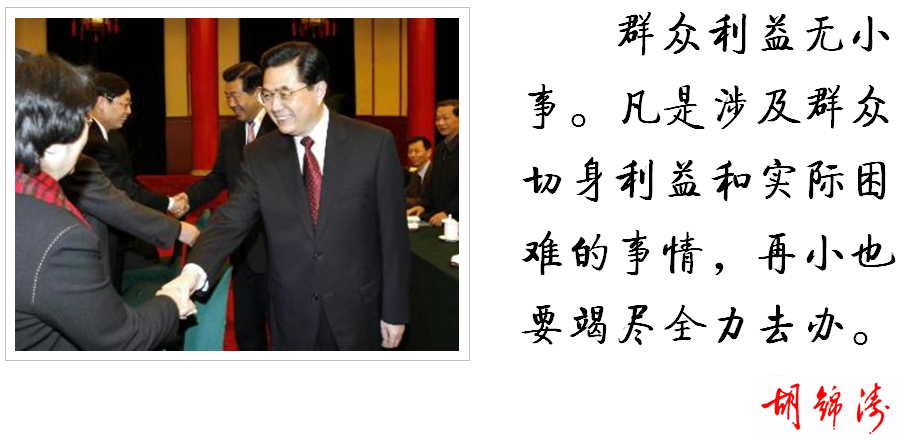 群众利益无小
事。凡是涉及群众
切身利益和实际困
难的事情，再小也
要竭尽全力去办。
胡锦涛